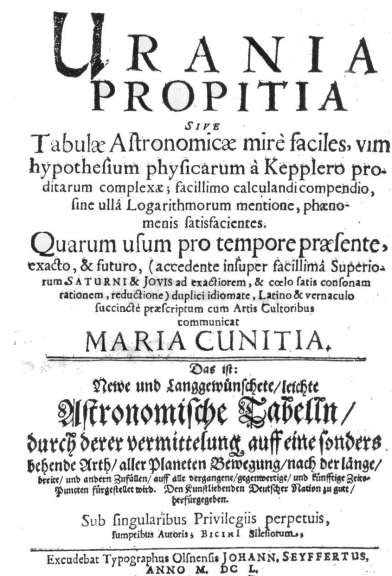 URANIA
PROPITIA
SIVE
Tabulæ Astronomicæ mirè faciles, vim
hypothesium physicarum à Kepplero pro-
ditarum complexæ; facillimo calculandi compendio,
sine ullâ Logarithmorum mentione, phæno-
menis satisfacientes.
Quarum usum pro tempore præsente,
exacto, & futuro, (accedente insuper facillimâ Superio-
rum SATURNI & JOVIS ad exactiorem, & cœlo satis consonam
rationem, reductione) duplici idiomate, Latino & vernaculo
succinctè præscriptum cum Artis Cultoribus
communicat
MARIA CUNITIA.
Das ist:
Newe und Langgewünschete/ leichte
Astronomische Tabelln/
durch derer vermittelung auff eine sonders
behende Arth/ aller Planeten Bewegung/ nach der länge/
breite/ und andern Zufällen/ auff alle vergangene/ gegenwertige/ und künfftige Zeits-
Puncten fürgestellet wird. Den Kunstliebenden Deutscher Nation zu gute/
herfürgegeben.
Sub singularibus Privilegiis perpetuis,
sumptibus Autoris, BICINI Silesiorum,
Excudebat Typographus Olsnensis JOHANN. SEYFFERTUS,
ANNO M. DC L.